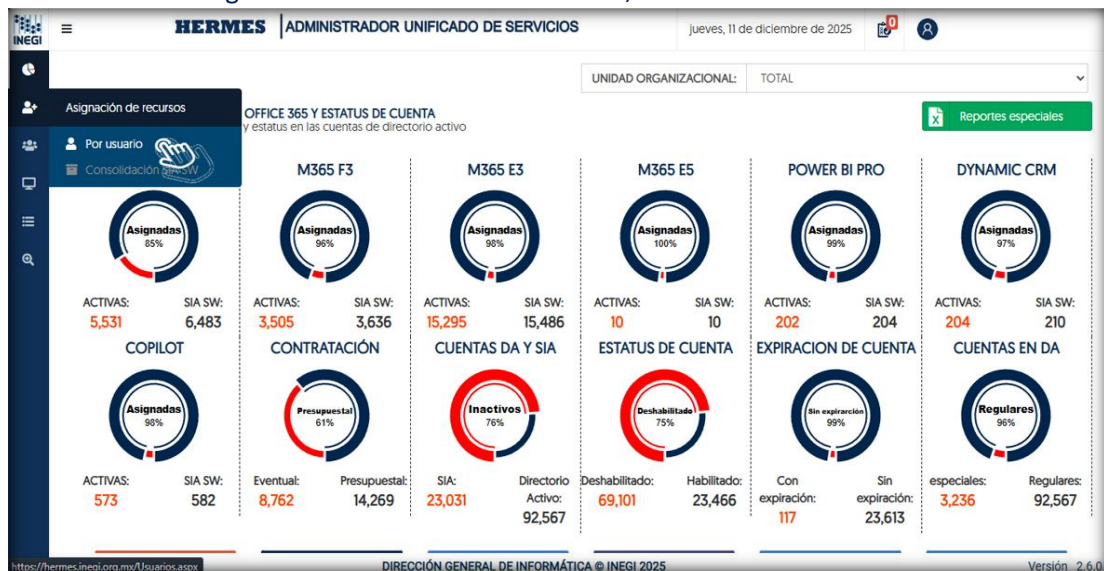 INEGI
HERMES | ADMINISTRADOR UNIFICADO DE SERVICIOS
jueves, 11 de diciembre de 2025
0
UNIDAD ORGANIZACIONAL: TOTAL
Asignación de recursos
Por usuario
Consolidación SIA SW
OFFICE 365 Y ESTATUS DE CUENTA
y estatus en las cuentas de directorio activo
Reportes especiales
M365 F3 M365 E3 M365 E5 POWER BI PRO DYNAMIC CRM
Asignadas Asignadas Asignadas Asignadas Asignadas Asignadas
85% 96% 98% 100% 99% 97%
ACTIVAS: SIA SW: ACTIVAS: SIA SW: ACTIVAS: SIA SW: ACTIVAS: SIA SW: ACTIVAS: SIA SW: ACTIVAS: SIA SW:
5,531 6,483 3,505 3,636 15,295 15,486 10 10 202 204 204 210
COPILOT CONTRATACIÓN CUENTAS DA Y SIA ESTATUS DE CUENTA EXPIRACION DE CUENTA CUENTAS EN DA
Asignadas Presupuestal Inactivos Deshabilitado Sin expirarción Regulares
98% 61% 76% 75% 99% 96%
ACTIVAS: SIA SW: Eventual: Presupuestal: SIA: Directorio Deshabilitado: Habilitado: Con Sin especiales: Regulares:
573 582 8,762 14,269 23,031 Activo: 69,101 23,466 expiración: expiración: 3,236 92,567
92,567 117 23,613
https://hermes.inegi.org.mx/Usuarios.aspx DIRECCIÓN GENERAL DE INFORMÁTICA © INEGI 2025 Versión 2.6.0